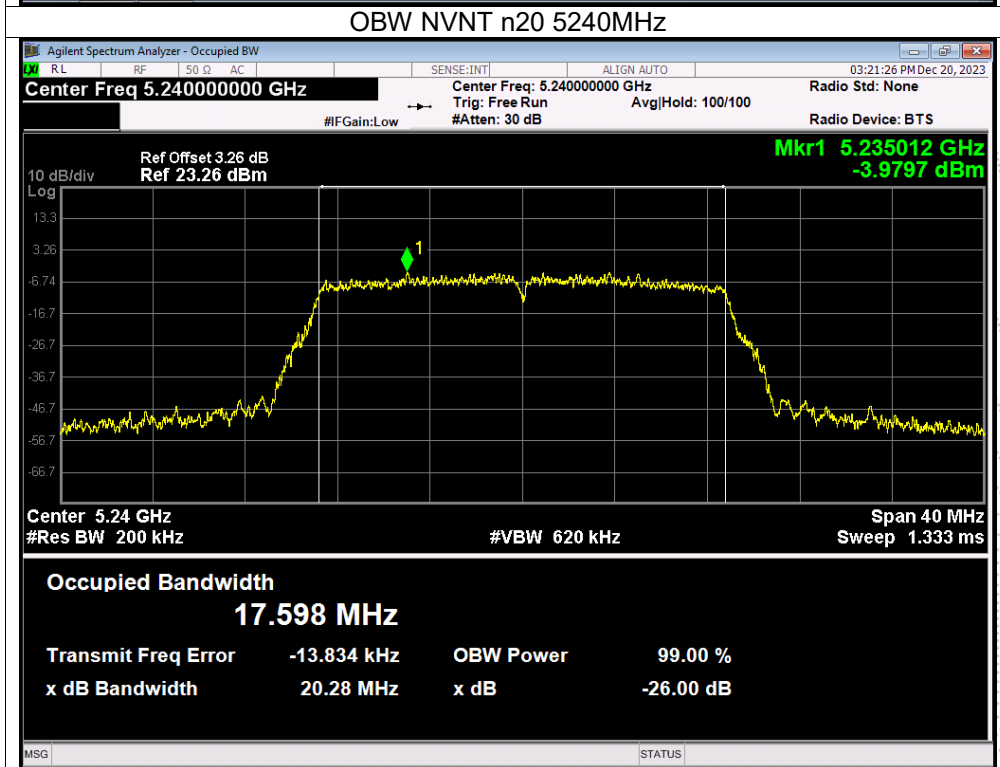 OBW NVNT n20 5240MHz
Agilent Spectrum Analyzer - Occupied BW
LXI RL RF 50 Ω AC SENSE:INT ALIGN AUTO 03:21:26 PM Dec 20, 2023
Center Freq 5.240000000 GHz Center Freq: 5.240000000 GHz Radio Std: None
Trig: Free Run Avg|Hold: 100/100
#IFGain:Low #Atten: 30 dB Radio Device: BTS
Ref Offset 3.26 dB Mkr1 5.235012 GHz
10 dB/div Ref 23.26 dBm -3.9797 dBm
Log
13.3
3.26
1
-6.74
-16.7
-26.7
-36.7
-46.7
-56.7
-66.7
Center 5.24 GHz Span 40 MHz
#Res BW 200 kHz #VBW 620 kHz Sweep 1.333 ms
Occupied Bandwidth
17.598 MHz
Transmit Freq Error -13.834 kHz OBW Power 99.00 %
x dB Bandwidth 20.28 MHz x dB -26.00 dB
MSG STATUS